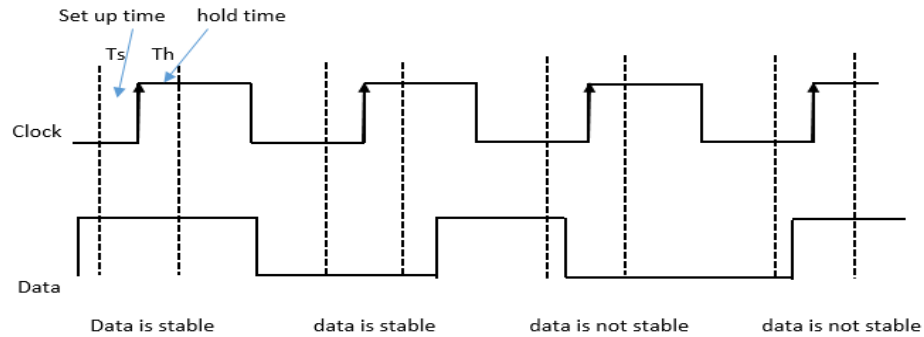 Set up time hold time
Ts Th
Clock
Data
Data is stable data is stable data is not stable data is not stable